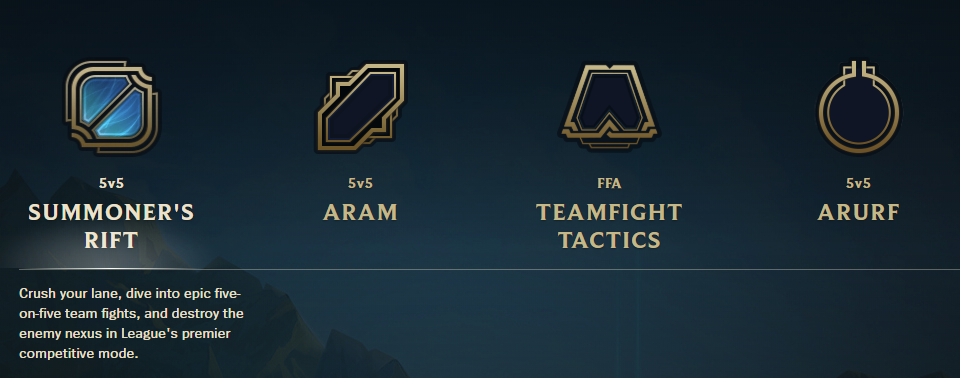 5v5
SUMMONER'S
RIFT
5v5
ARAM
FFA
TEAMFIGHT
TACTICS
5v5
ARURF
Crush your lane, dive into epic five-
on-five team fights, and destroy the
enemy nexus in League's premier
competitive mode.